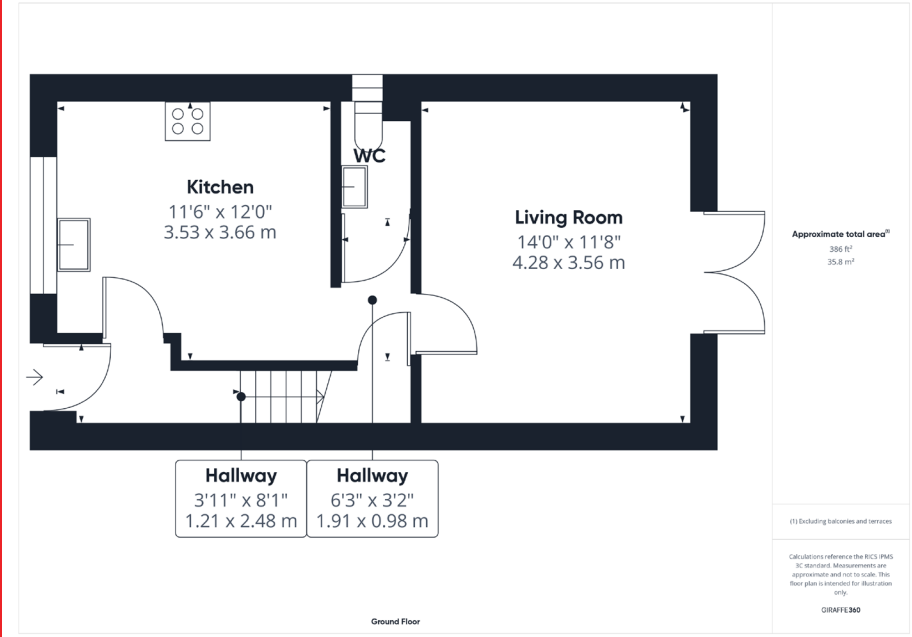 WC
Kitchen
11'6" x 12'0"
3.53 x 3.66 m
Living Room
14'0" x 11'8"
4.28 x 3.56 m
Hallway
3'11" x 8'1"
1.21 x 2.48 m
Hallway
6'3" x 3'2"
1.91 x 0.98 m
Ground Floor
Approximate total area⁽¹⁾
386 ft²
35.8 m²
(1) Excluding balconies and terraces
Calculations reference the RICS IPMS
3C standard. Measurements are
approximate and not to scale. This
floor plan is intended for illustration
only.
GIRAFFE360